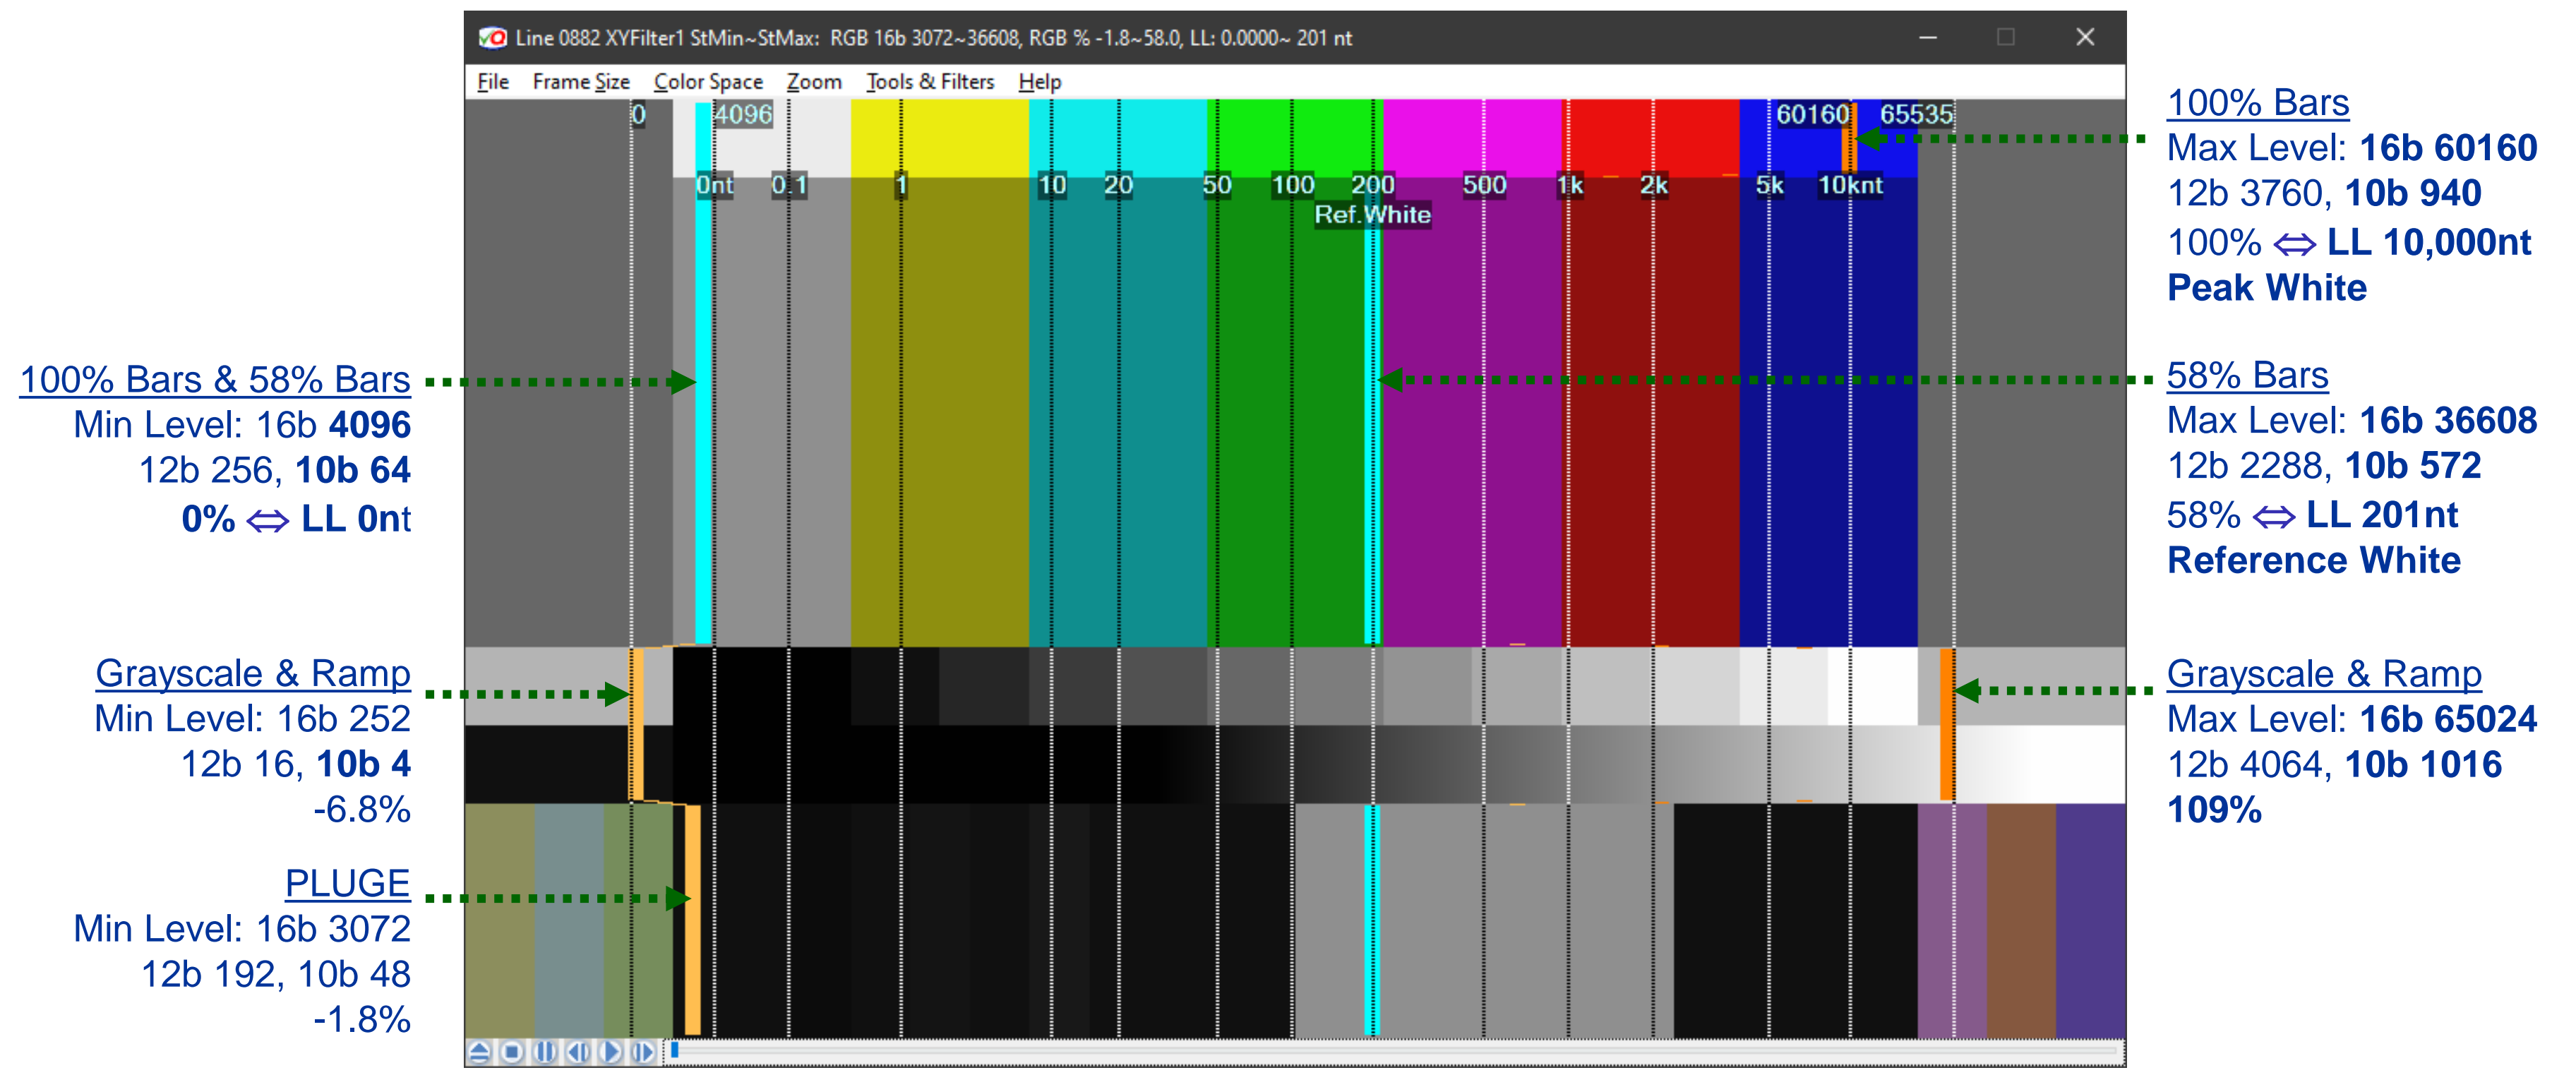 Line 0882 XYFilter1 StMin~StMax: RGB 16b 3072~36608, RGB % -1.8~58.0, LL: 0.0000~ 201 nt
File Frame Size Color Space Zoom Tools & Filters Help
0 4096 60160 65535
0nt 0.1 1 10 20 50 100 200 500 1k 2k 5k 10knt
Ref.White
100% Bars & 58% Bars
Min Level: 16b 4096
12b 256, 10b 64
0% ⇔ LL 0nt
Grayscale & Ramp
Min Level: 16b 252
12b 16, 10b 4
-6.8%
PLUGE
Min Level: 16b 3072
12b 192, 10b 48
-1.8%
100% Bars
Max Level: 16b 60160
12b 3760, 10b 940
100% ⇔ LL 10,000nt
Peak White
58% Bars
Max Level: 16b 36608
12b 2288, 10b 572
58% ⇔ LL 201nt
Reference White
Grayscale & Ramp
Max Level: 16b 65024
12b 4064, 10b 1016
109%